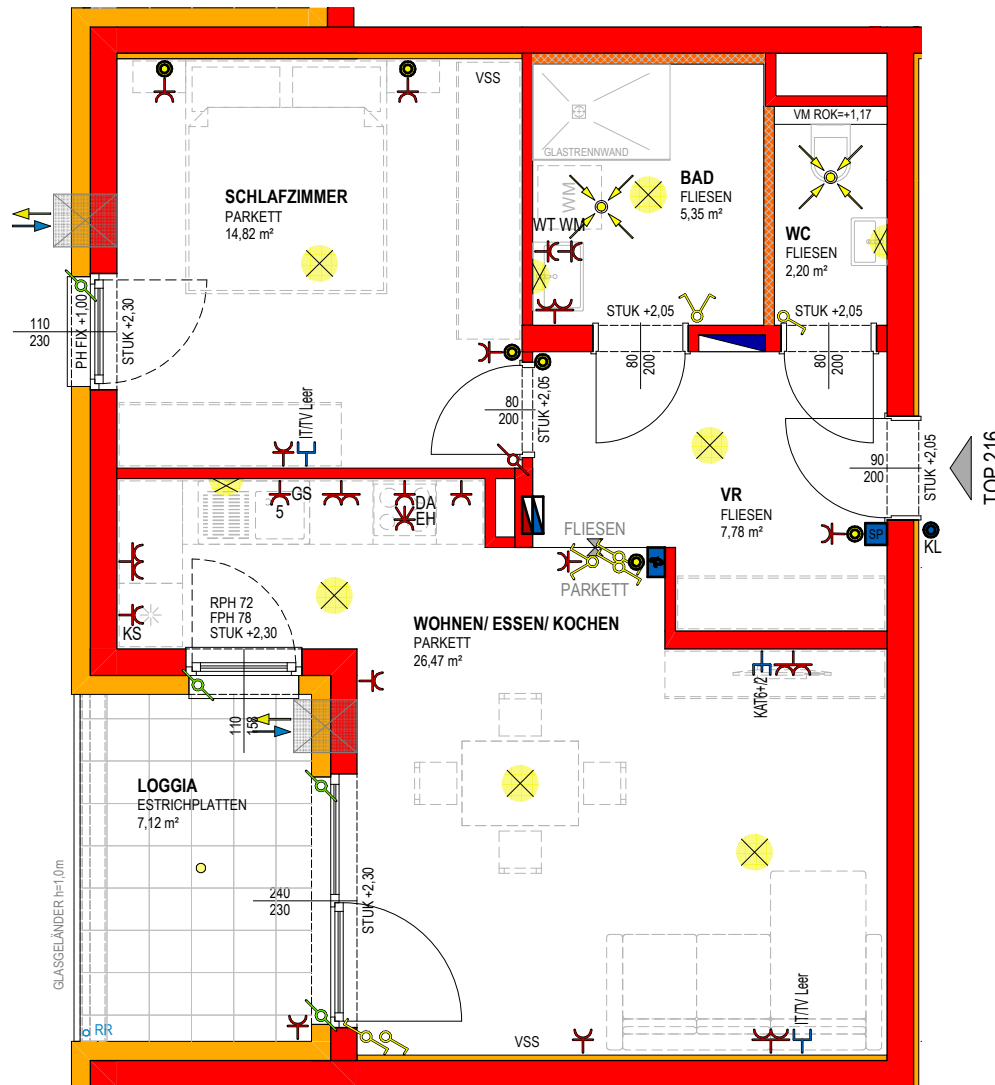 VSS
VM ROK=+1,17
GLASTRENNWAND
SCHLAFZIMMER
PARKETT
14,82 m²
WM
BAD
FLIESEN
5,35 m²
WC
FLIESEN
2,20 m²
WT WM
110
230
PH FIX +1,00
STUK +2,30
STUK +2,05
STUK +2,05
80
200
80
200
80
200
STUK +2,05
IT/TV Leer
90
200
STUK +2,05
TOP 216
GS
5
DA
EH
VR
FLIESEN
7,78 m²
SP
KL
FLIESEN
PARKETT
KS
RPH 72
FPH 78
STUK +2,30
WOHNEN/ ESSEN/ KOCHEN
PARKETT
26,47 m²
KAT6+/2
110
158
LOGGIA
ESTRICHPLATTEN
7,12 m²
GLASGELÄNDER h=1,0m
240
230
STUK +2,30
RR
VSS
IT/TV Leer